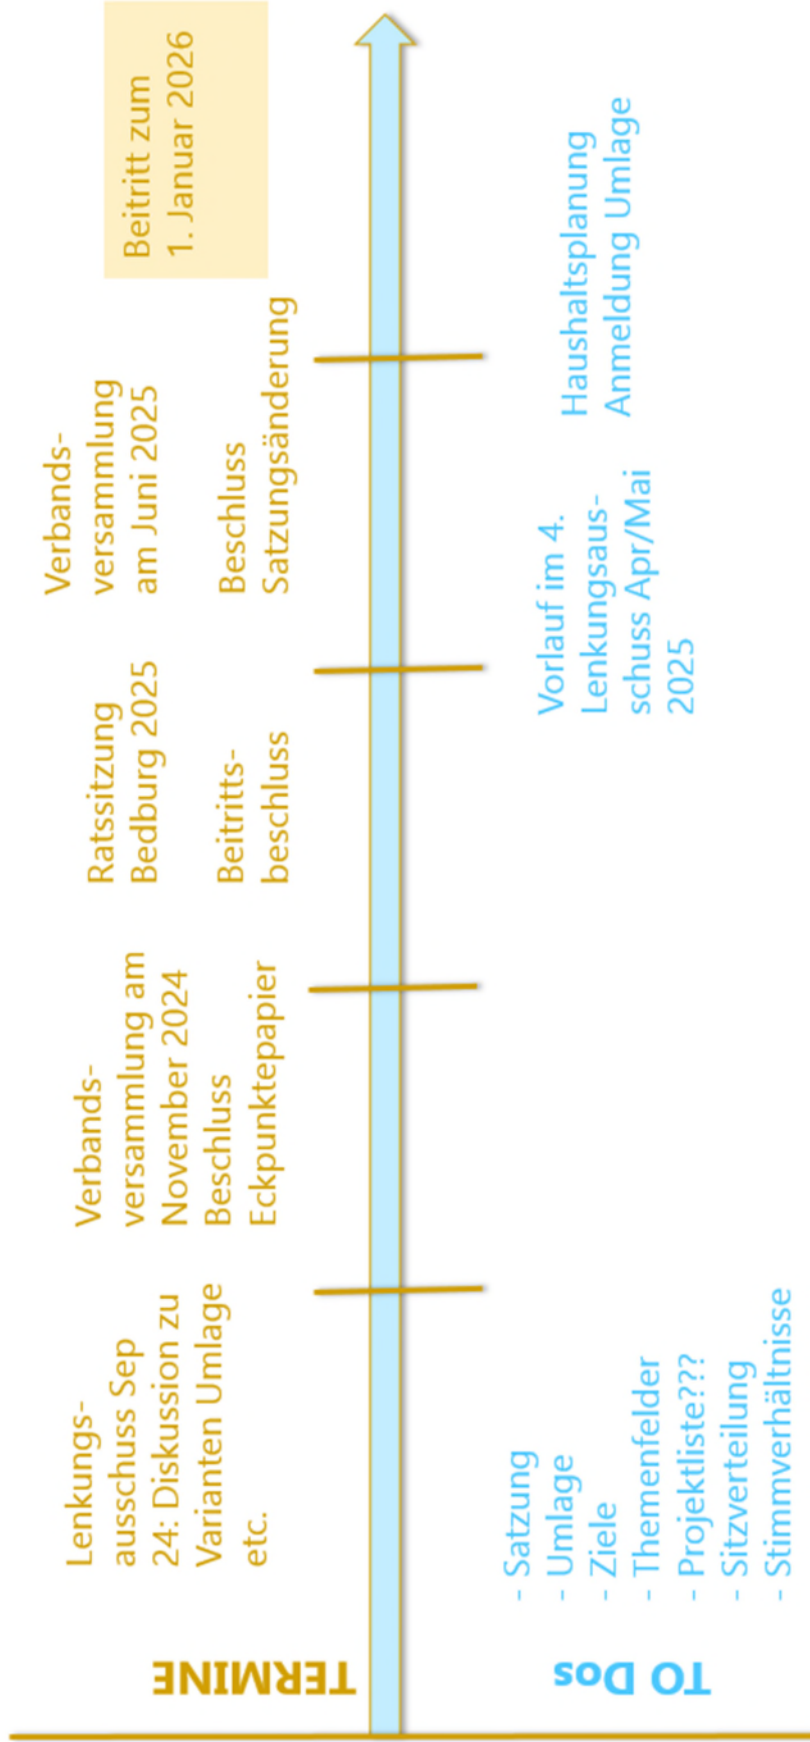 TERMINE
Lenkungs-
ausschuss Sep
24: Diskussion zu
Varianten Umlage
etc.
Verbands-
versammlung am
November 2024
Beschluss
Eckpunktepapier
Ratssitzung
Bedburg 2025
Beitritts-
beschluss
Verbands-
versammlung
am Juni 2025
Beschluss
Satzungsänderung
Beitritt zum
1. Januar 2026
TO Dos
- Satzung
- Umlage
- Ziele
- Themenfelder
- Projektliste???
- Sitzverteilung
- Stimmverhältnisse
Vorlauf im 4.
Lenkungsaus-
schuss Apr/Mai
2025
Haushaltsplanung
Anmeldung Umlage